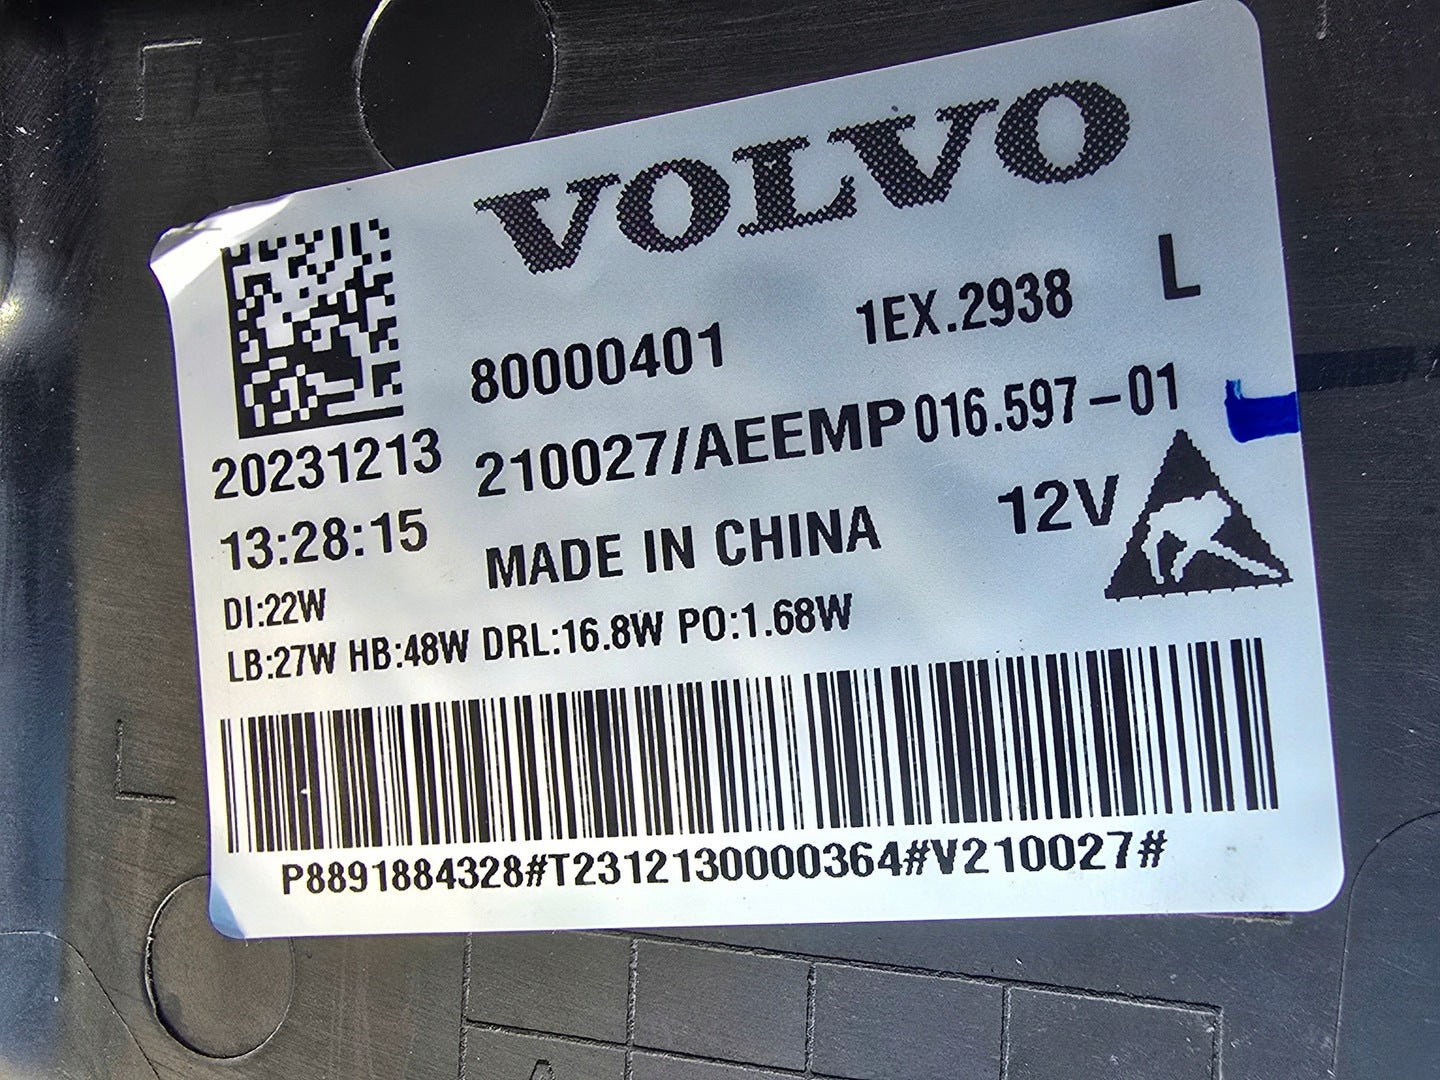 VOLVO
1EX.2938 L
80000401
210027/AEEMP 016.597-01
20231213
13:28:15
MADE IN CHINA 12V
DI:22W
LB:27W HB:48W DRL:16.8W PO:1.68W
P8891884328#T2312130000364#V210027#